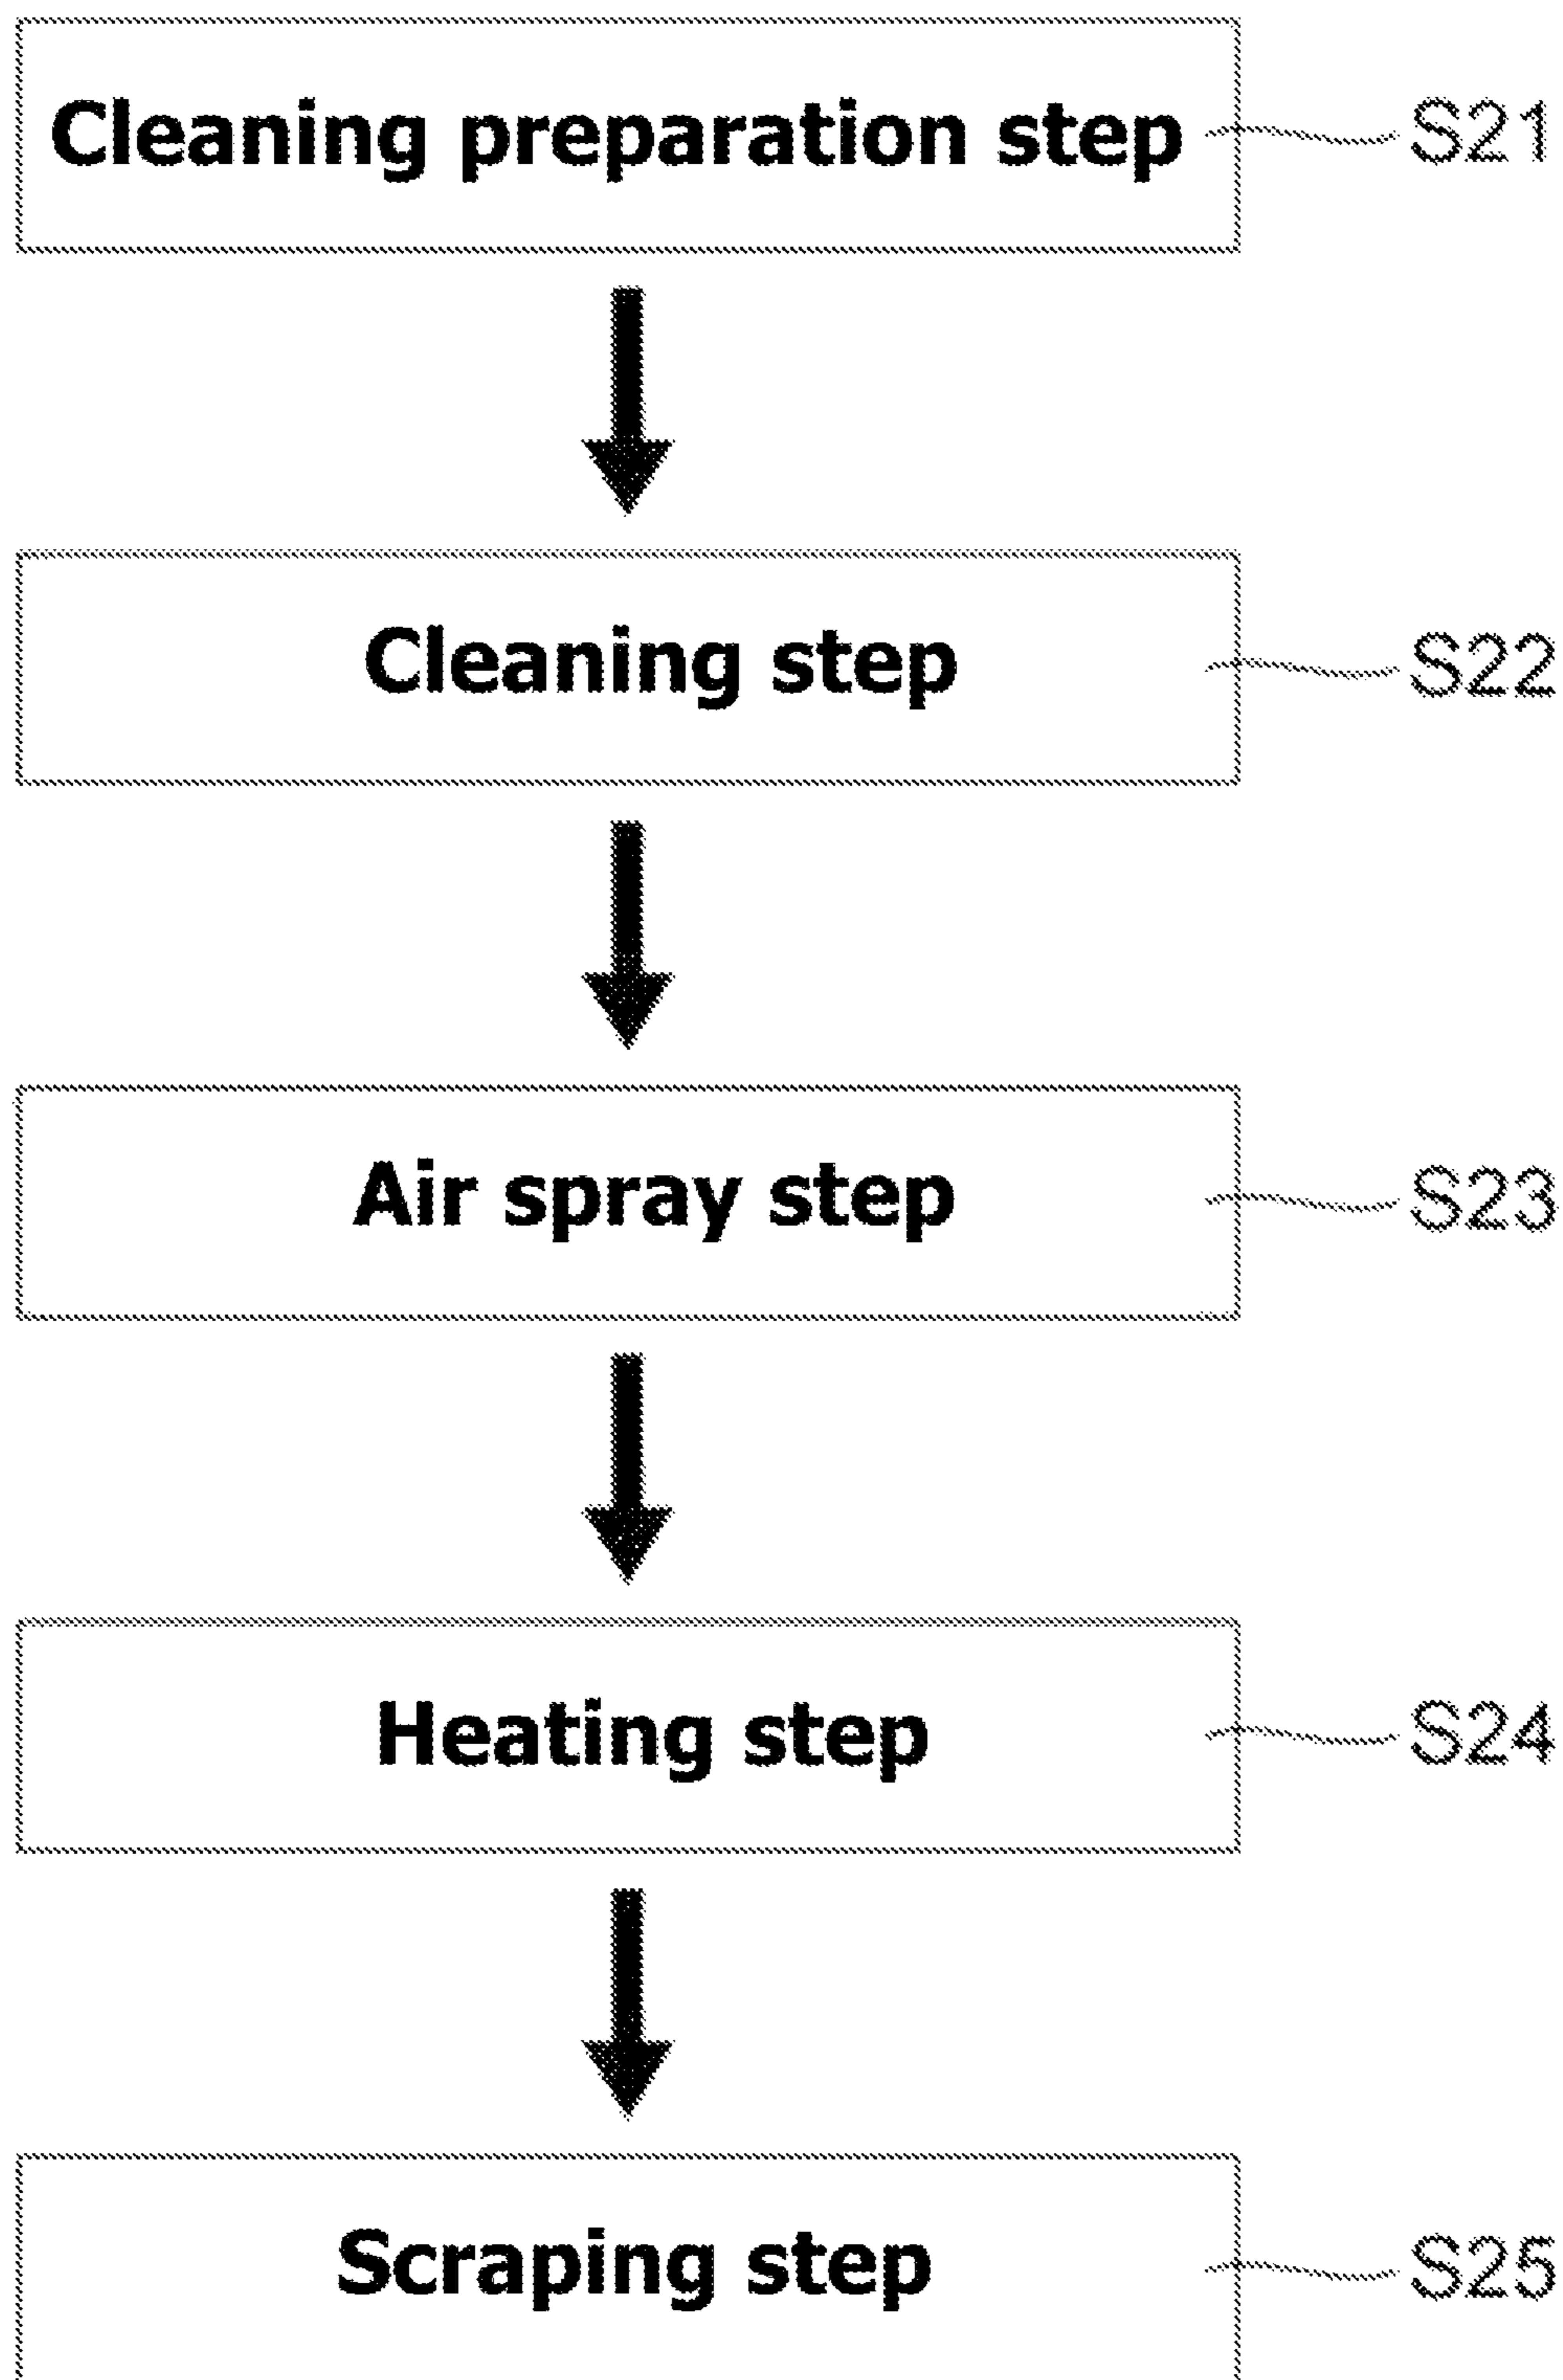 Cleaning preparation step S21
Cleaning step S22
Air spray step S23
Heating step S24
Scraping step S25